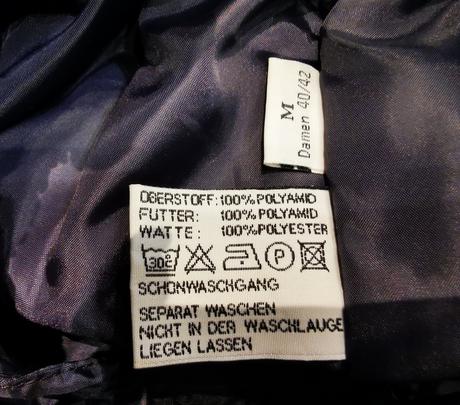 M
Damen 40/42
OBERSTOFF: 100% POLYAMID
FUTTER: 100% POLYAMID
WATTE: 100% POLYESTER
30° P
SCHONWASCHGANG
SEPARAT WASCHEN
NICHT IN DER WASCHLAUGE
LIEGEN LASSEN